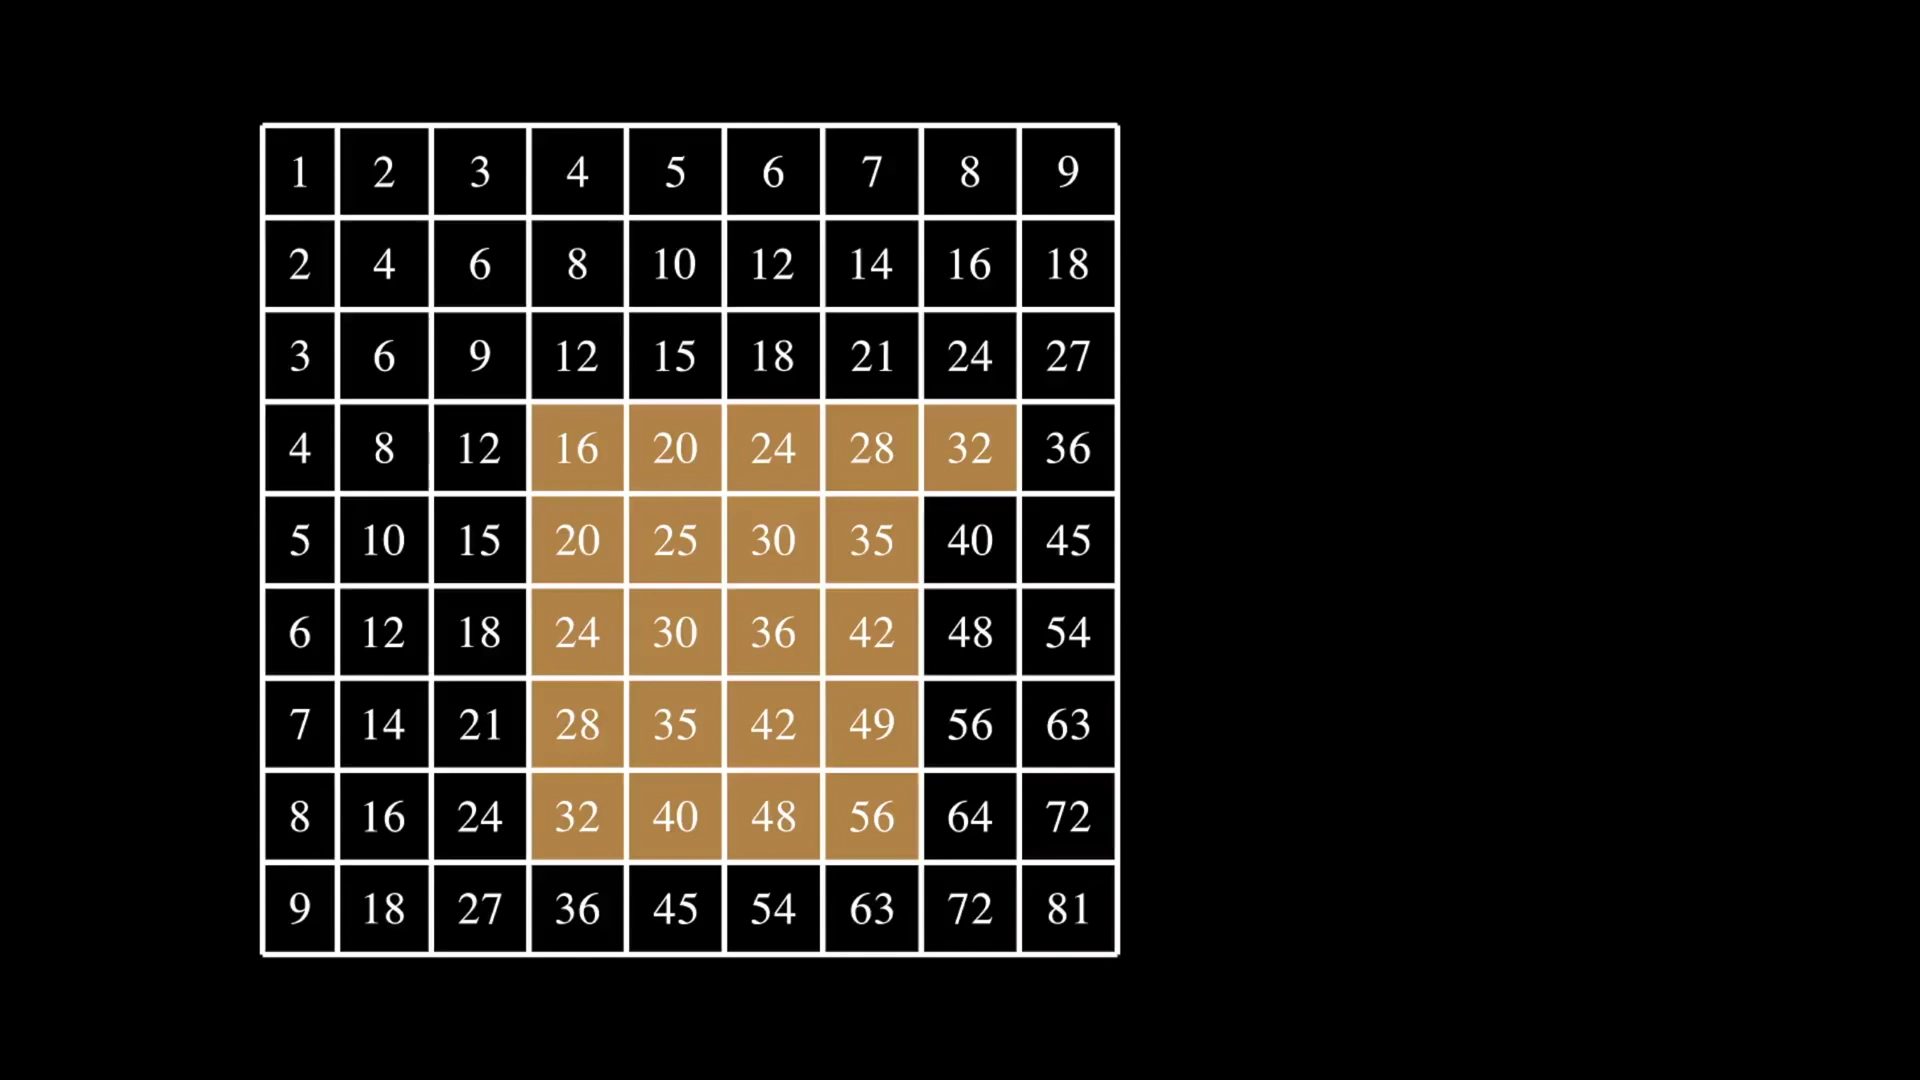 1 2 3 4 5 6 7 8 9
2 4 6 8 10 12 14 16 18
3 6 9 12 15 18 21 24 27
4 8 12 16 20 24 28 32 36
5 10 15 20 25 30 35 40 45
6 12 18 24 30 36 42 48 54
7 14 21 28 35 42 49 56 63
8 16 24 32 40 48 56 64 72
9 18 27 36 45 54 63 72 81